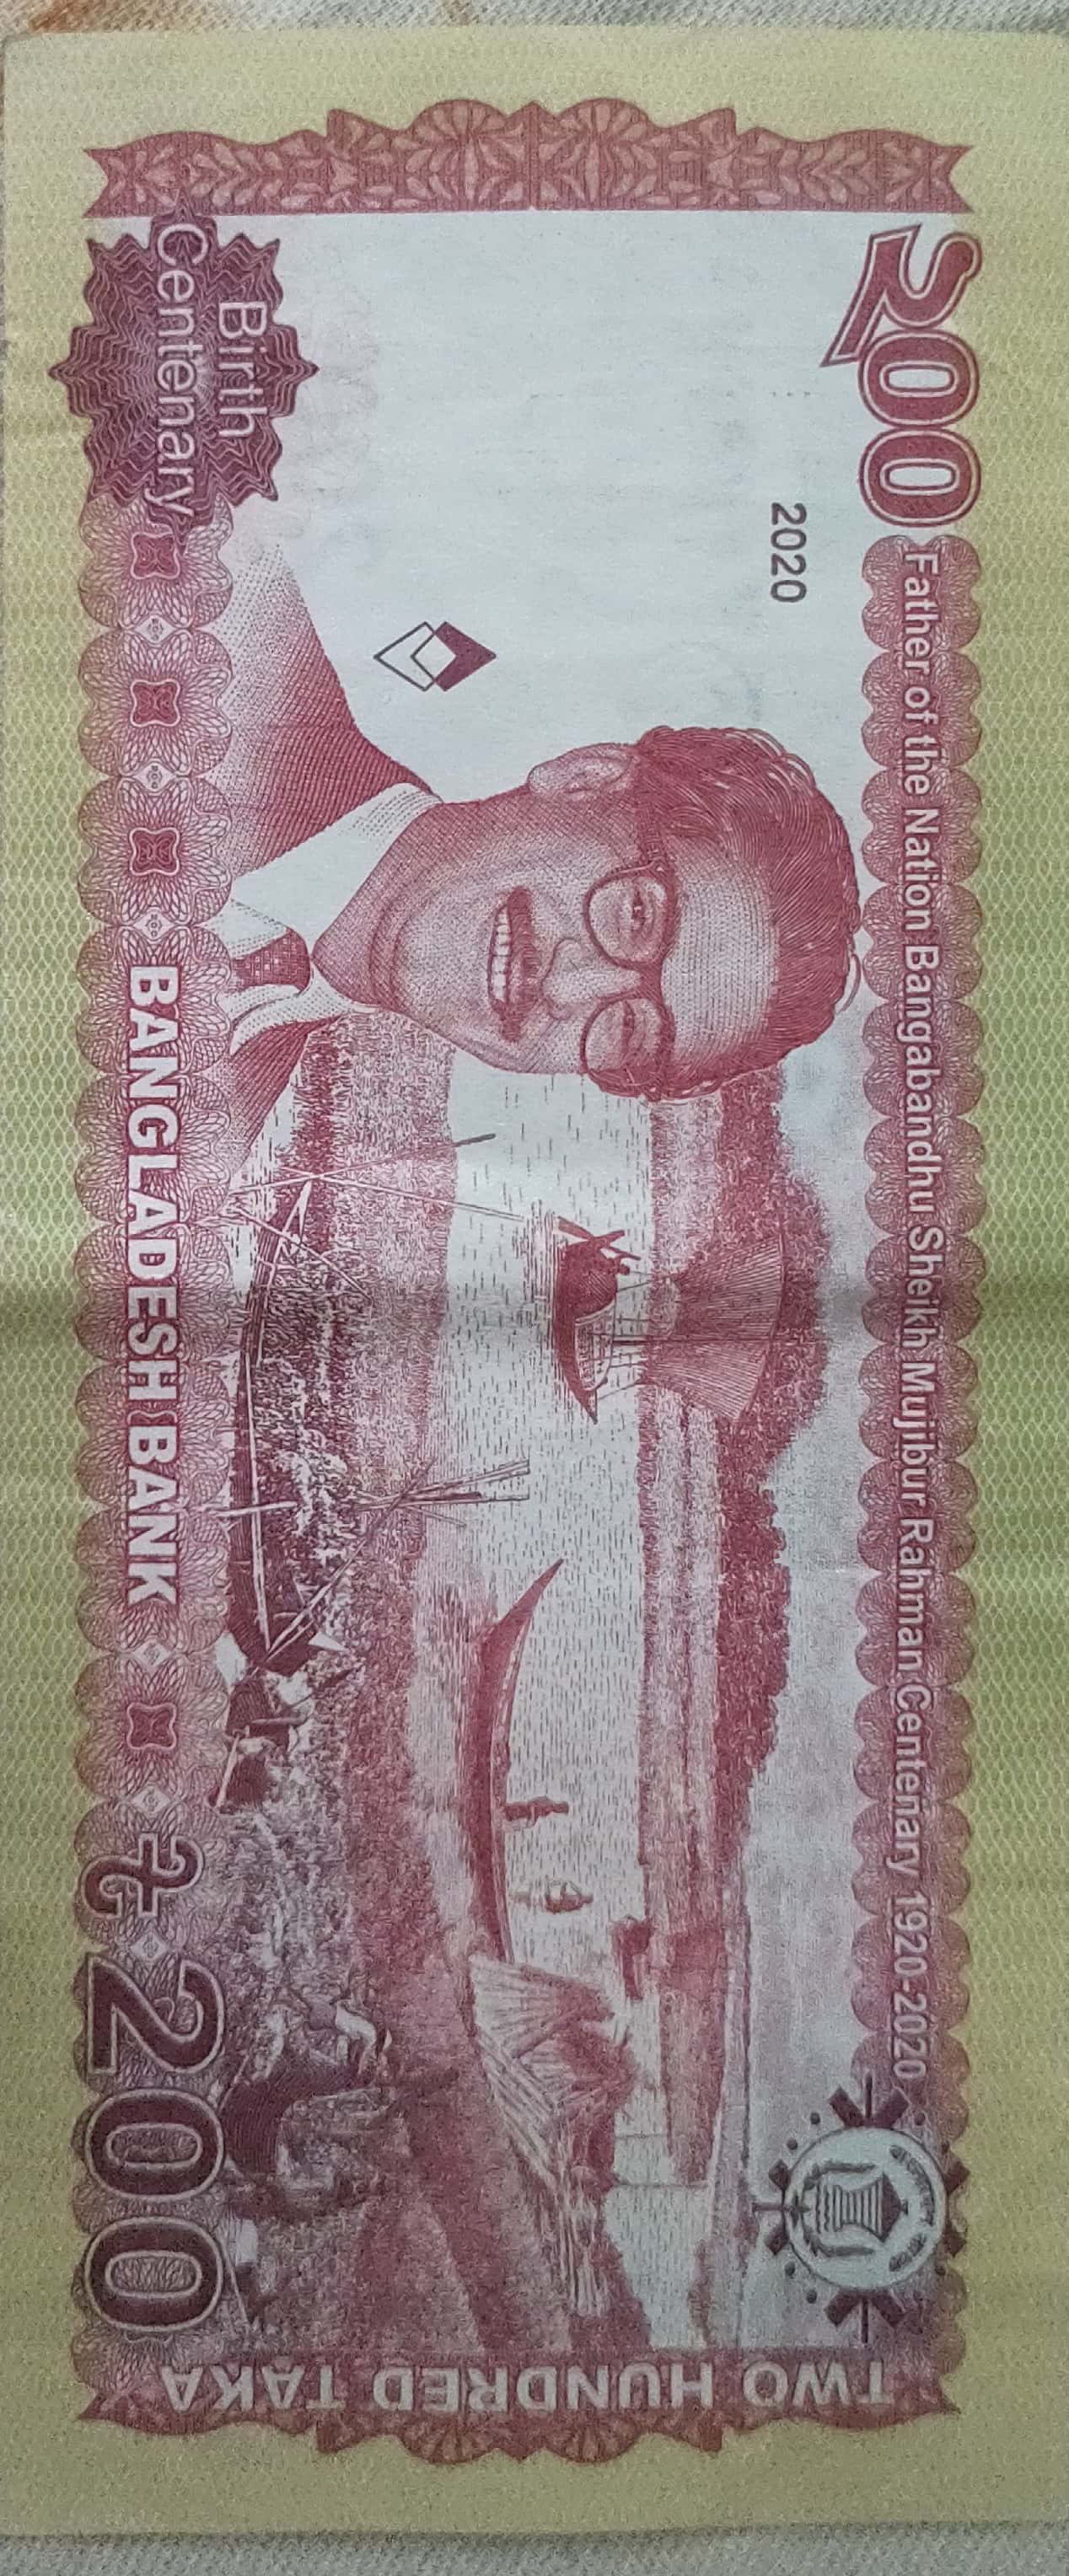 ২00 Father of the Nation Bangabandhu Sheikh Mujibur Rahman Centenary 1920-2020
2020
TWO HUNDRED TAKA
Birth
Centenary
BANGLADESH BANK
৳ 200